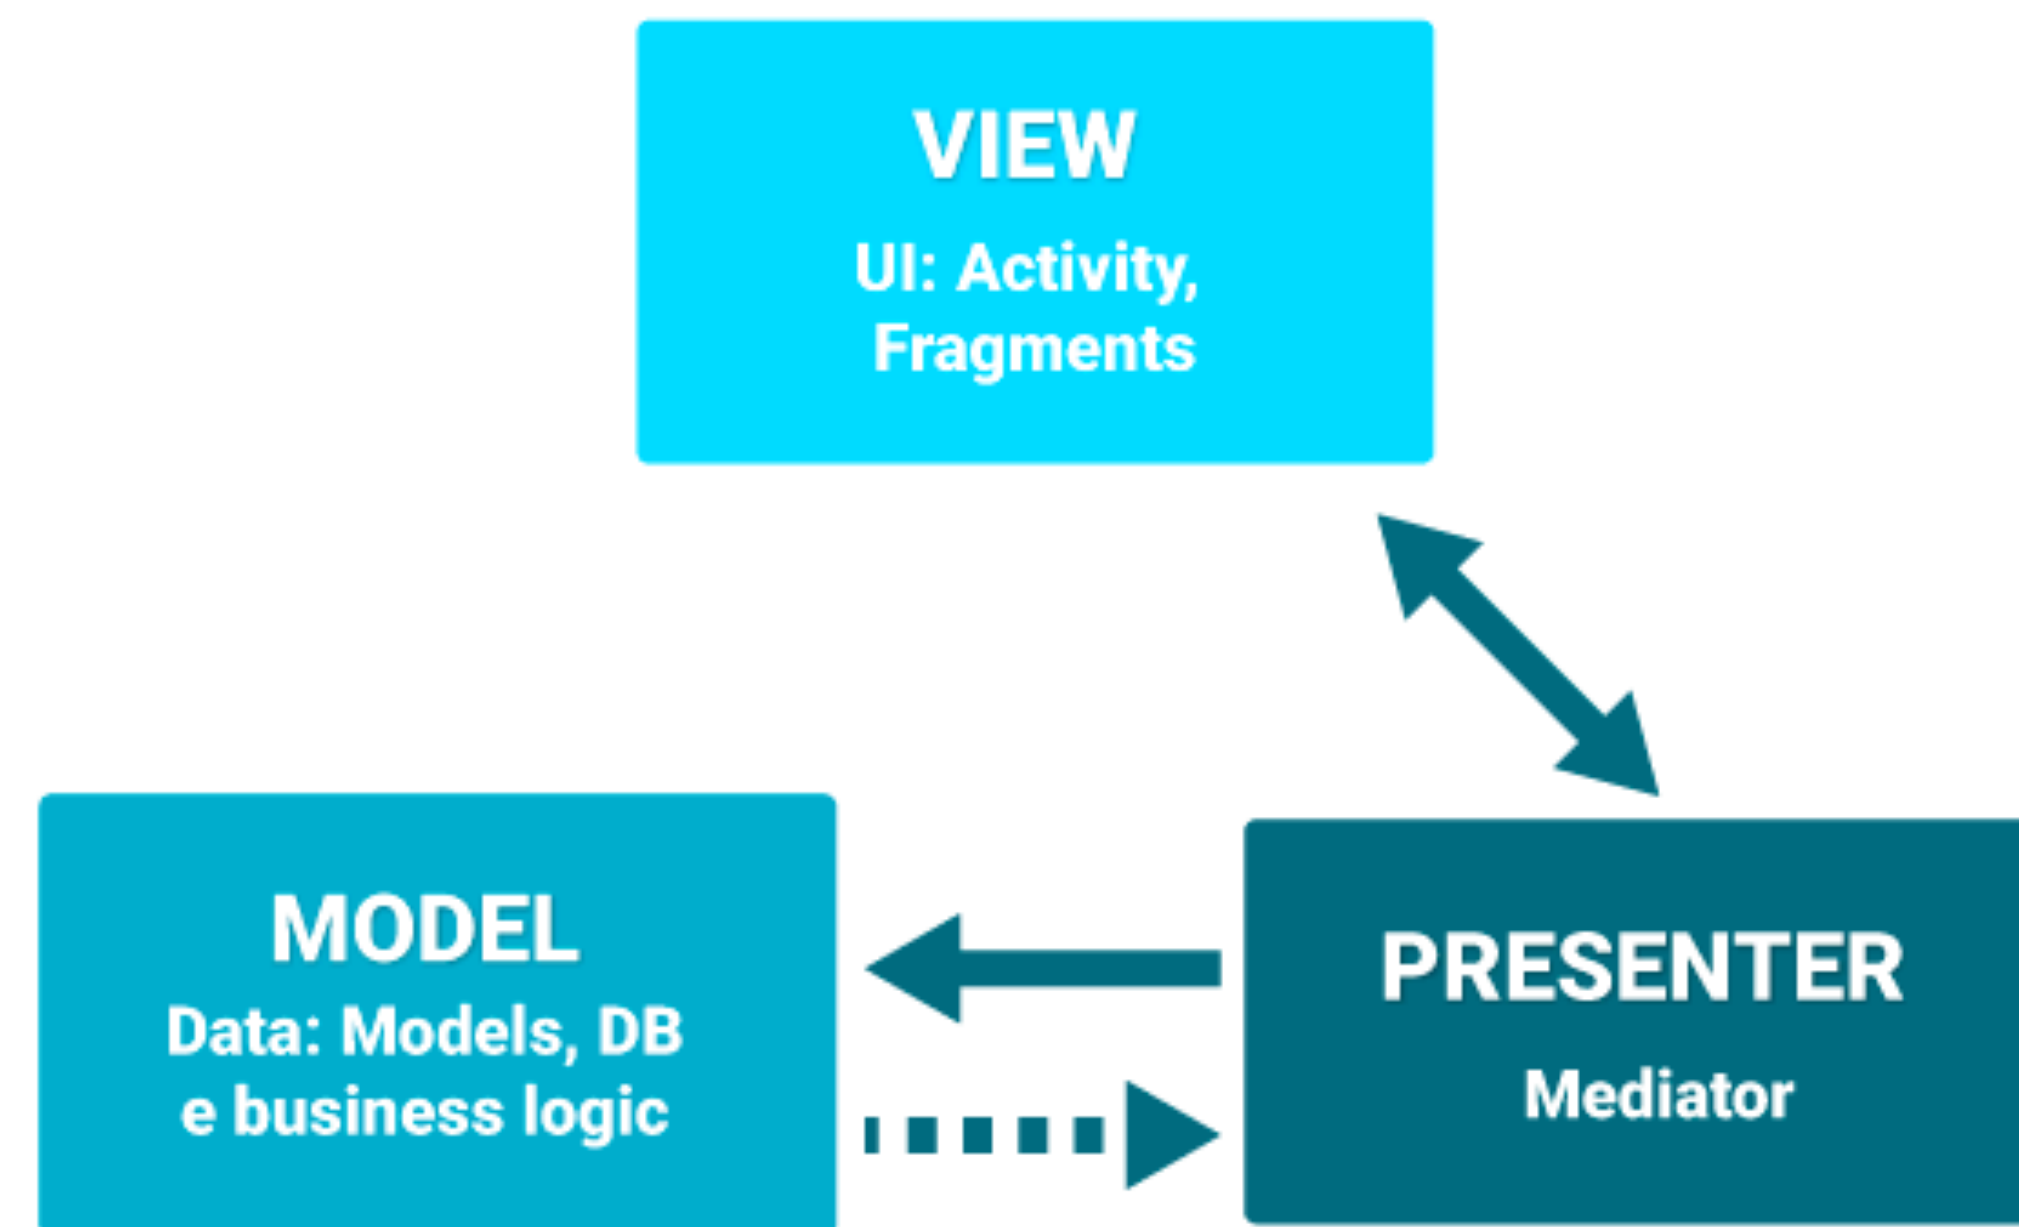 VIEW
UI: Activity,
Fragments
MODEL
Data: Models, DB
e business logic
PRESENTER
Mediator